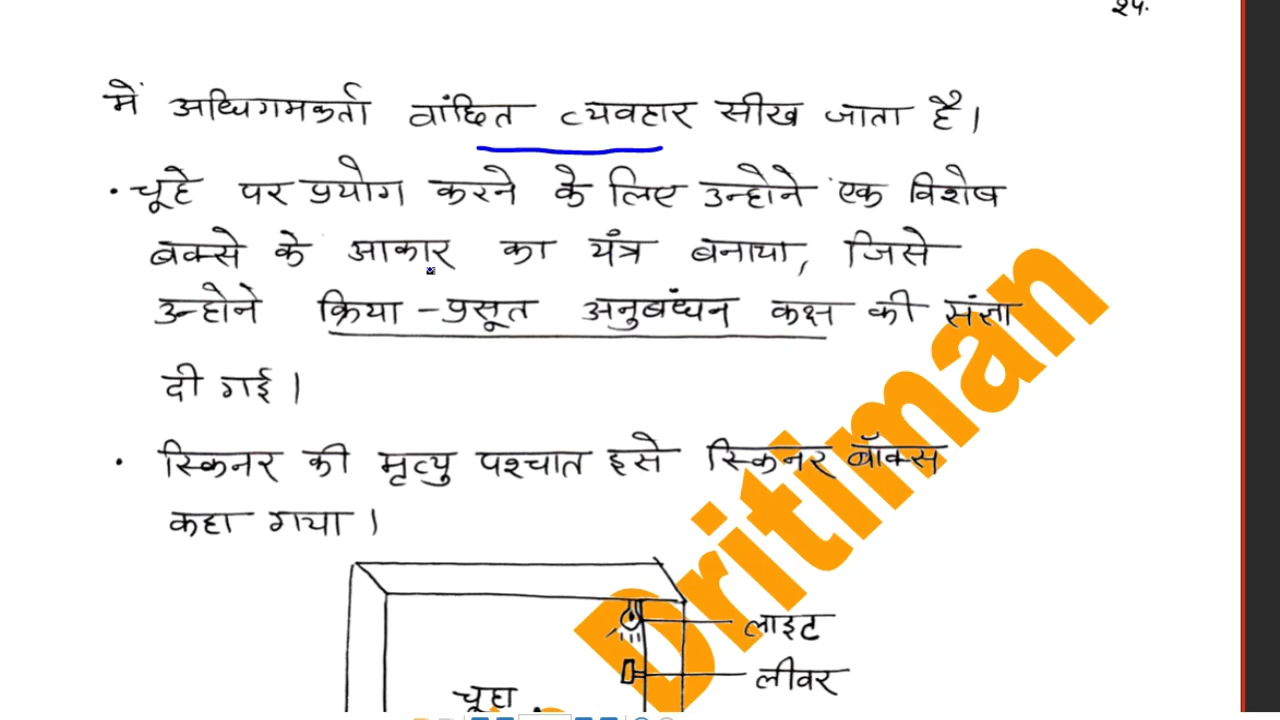 २५.
में अधिगमकर्ता वांछित व्यवहार सीख जाता है।
• चूहे पर प्रयोग करने के लिए उन्होने एक विशेष
बक्से के आकार का यंत्र बनाया, जिसे
उन्होने क्रिया-प्रसूत अनुबंधन कक्ष की संज्ञा
दी गई।
• स्किनर की मृत्यु पश्चात इसे स्किनर बॉक्स
कहा गया।
लाइट
लीवर
चूहा
Dritiman